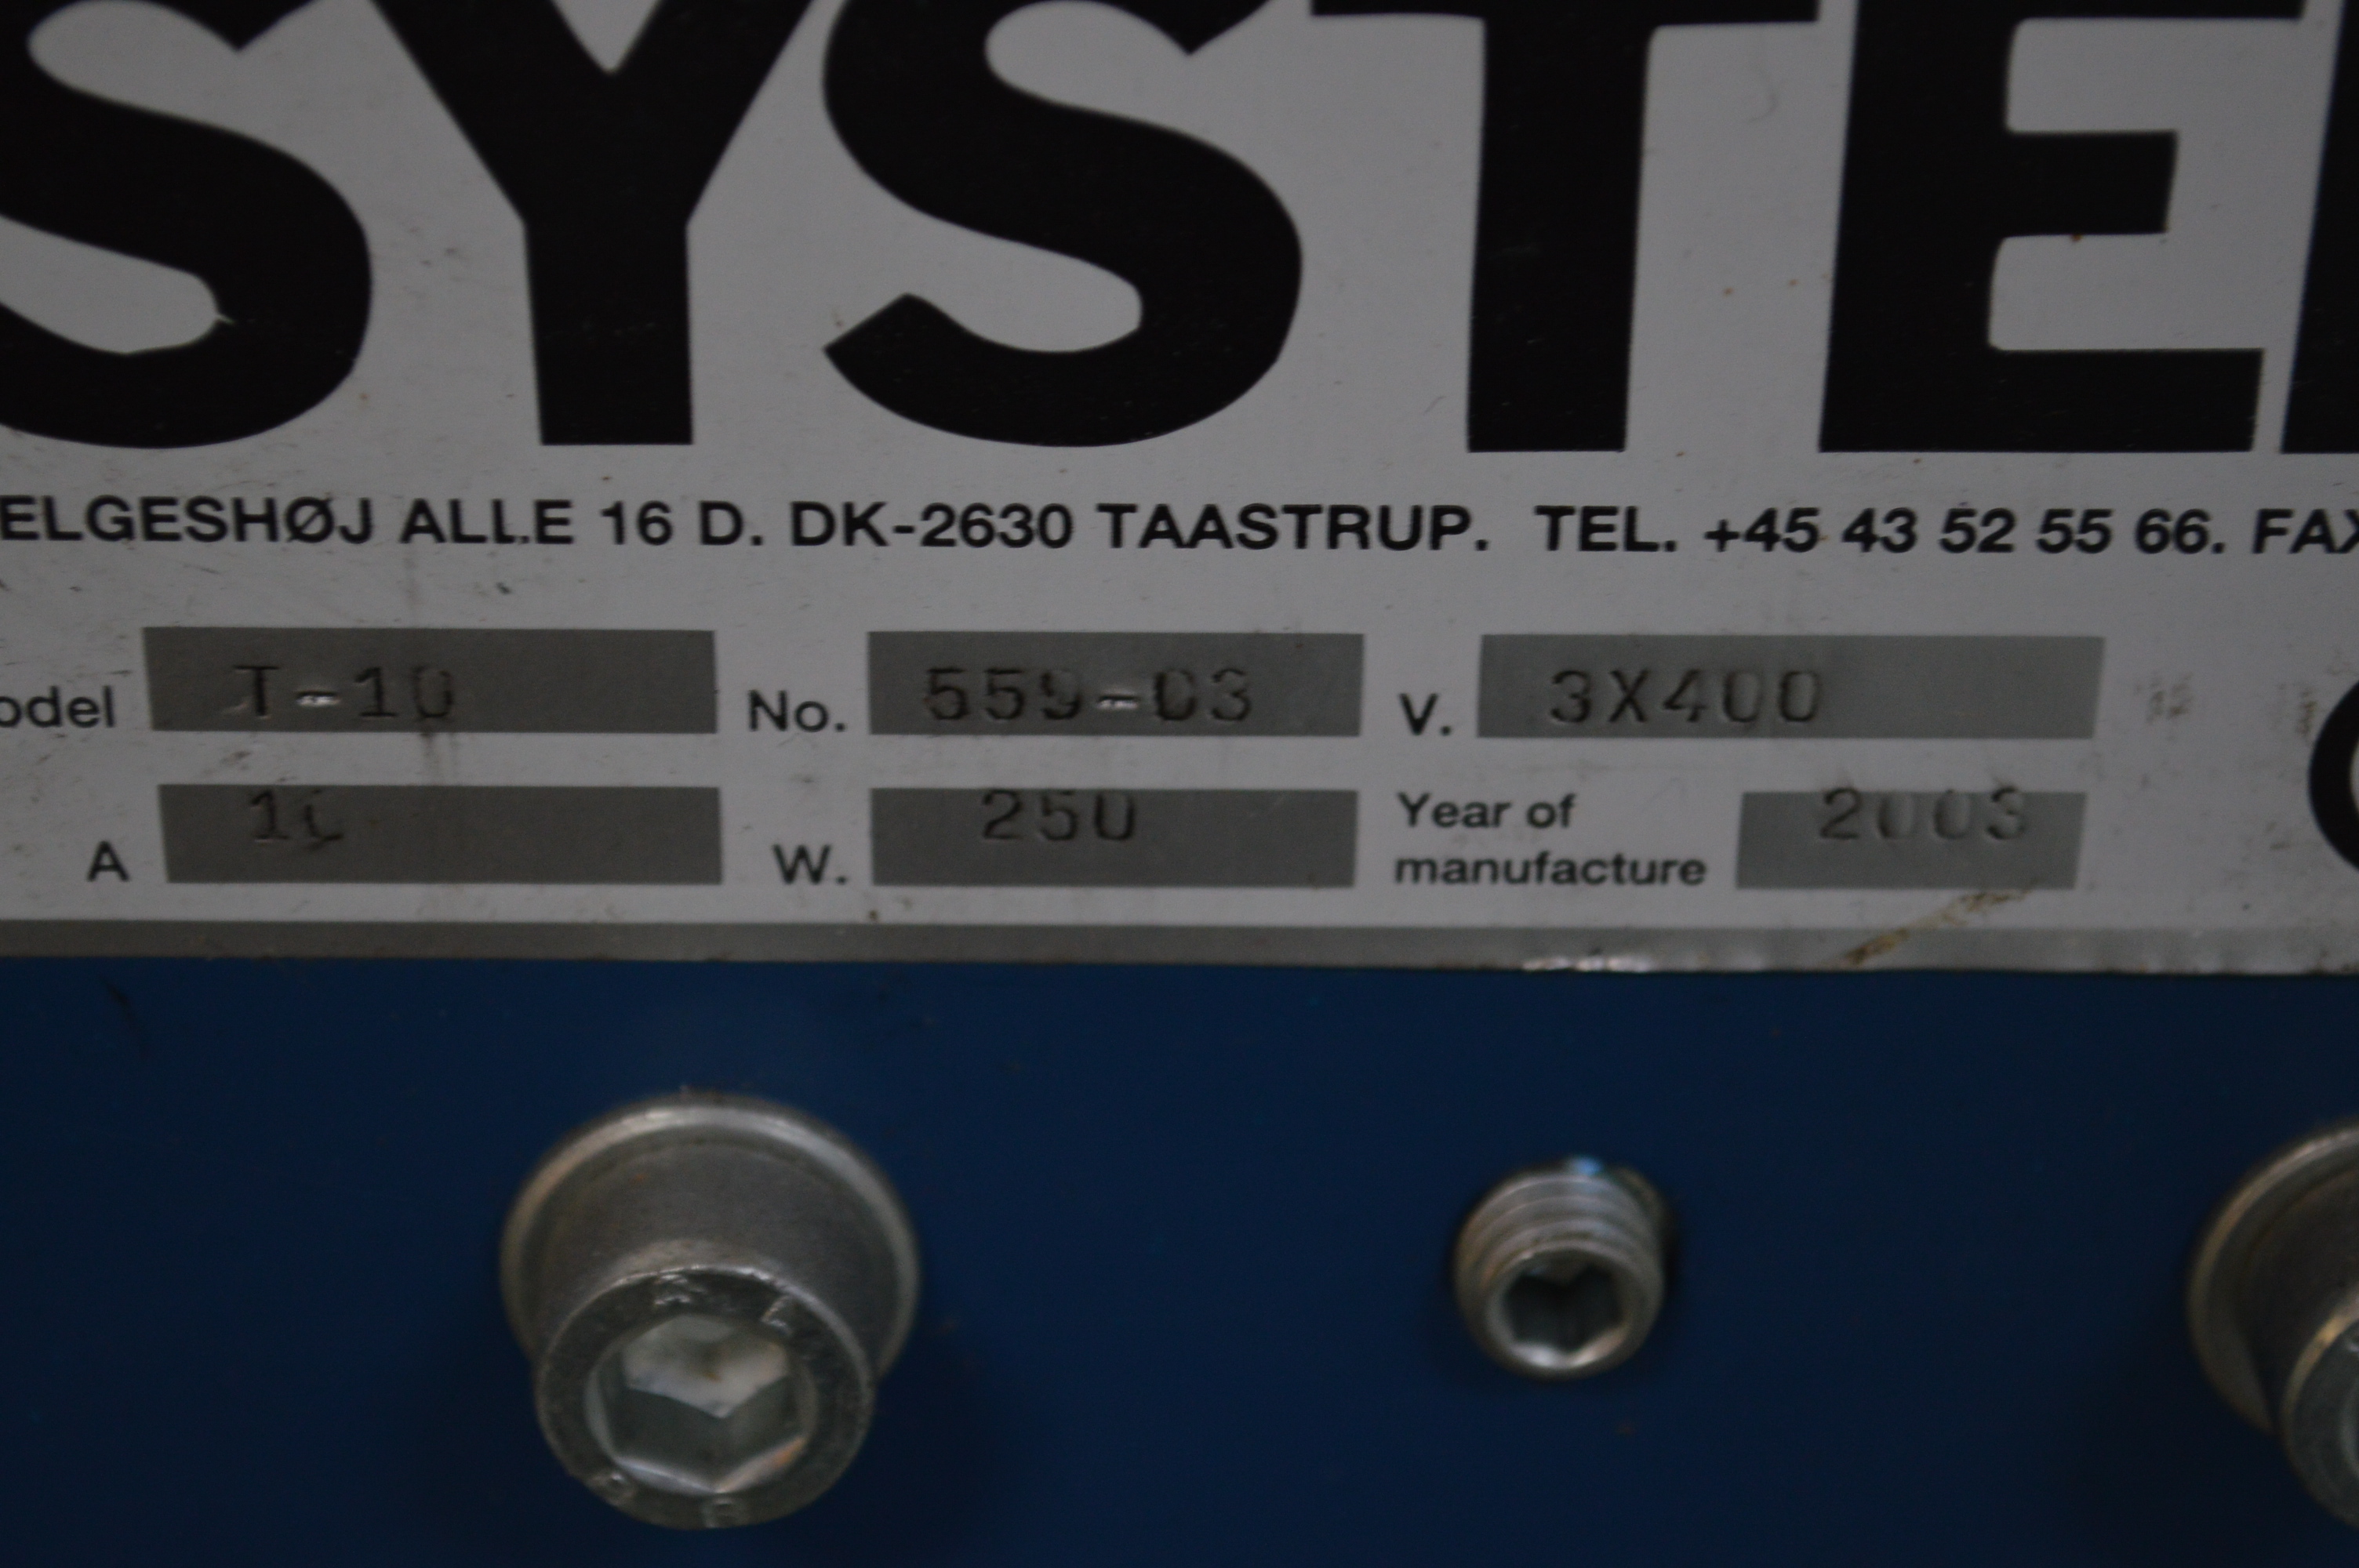 SYSTE
ELGESHØJ ALLE 16 D. DK-2630 TAASTRUP. TEL. +45 43 52 55 66. FAX
odel T-10 No. 559-03 V. 3X400
A 10 W. 250 Year of manufacture 2003